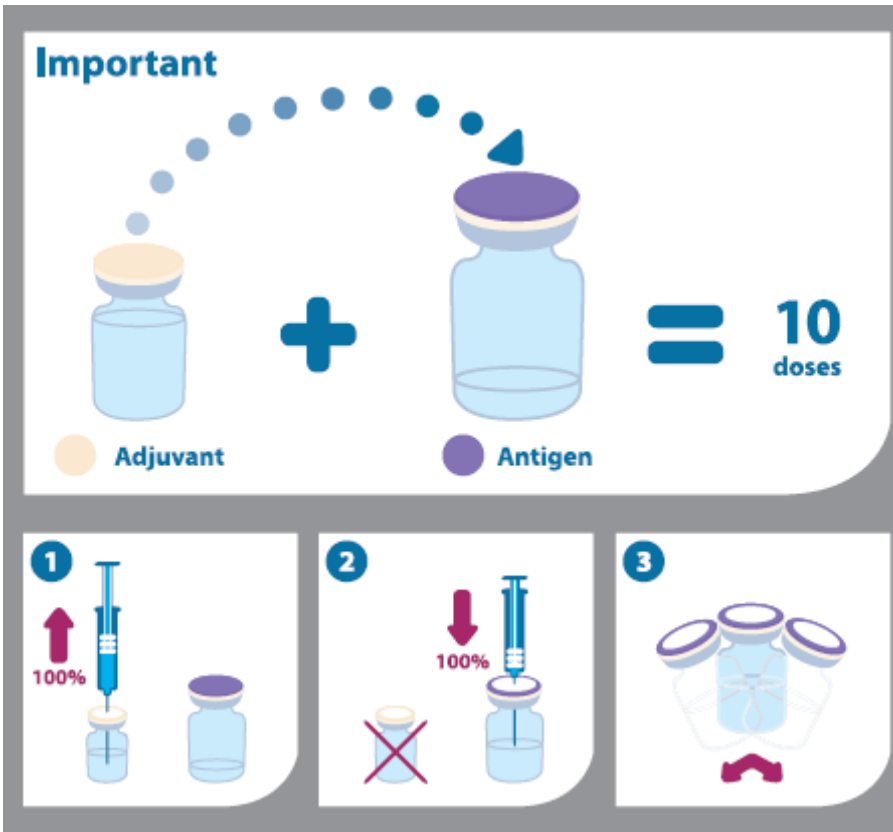 Important
+
=
10
doses
Adjuvant
Antigen
1
100%
2
100%
3